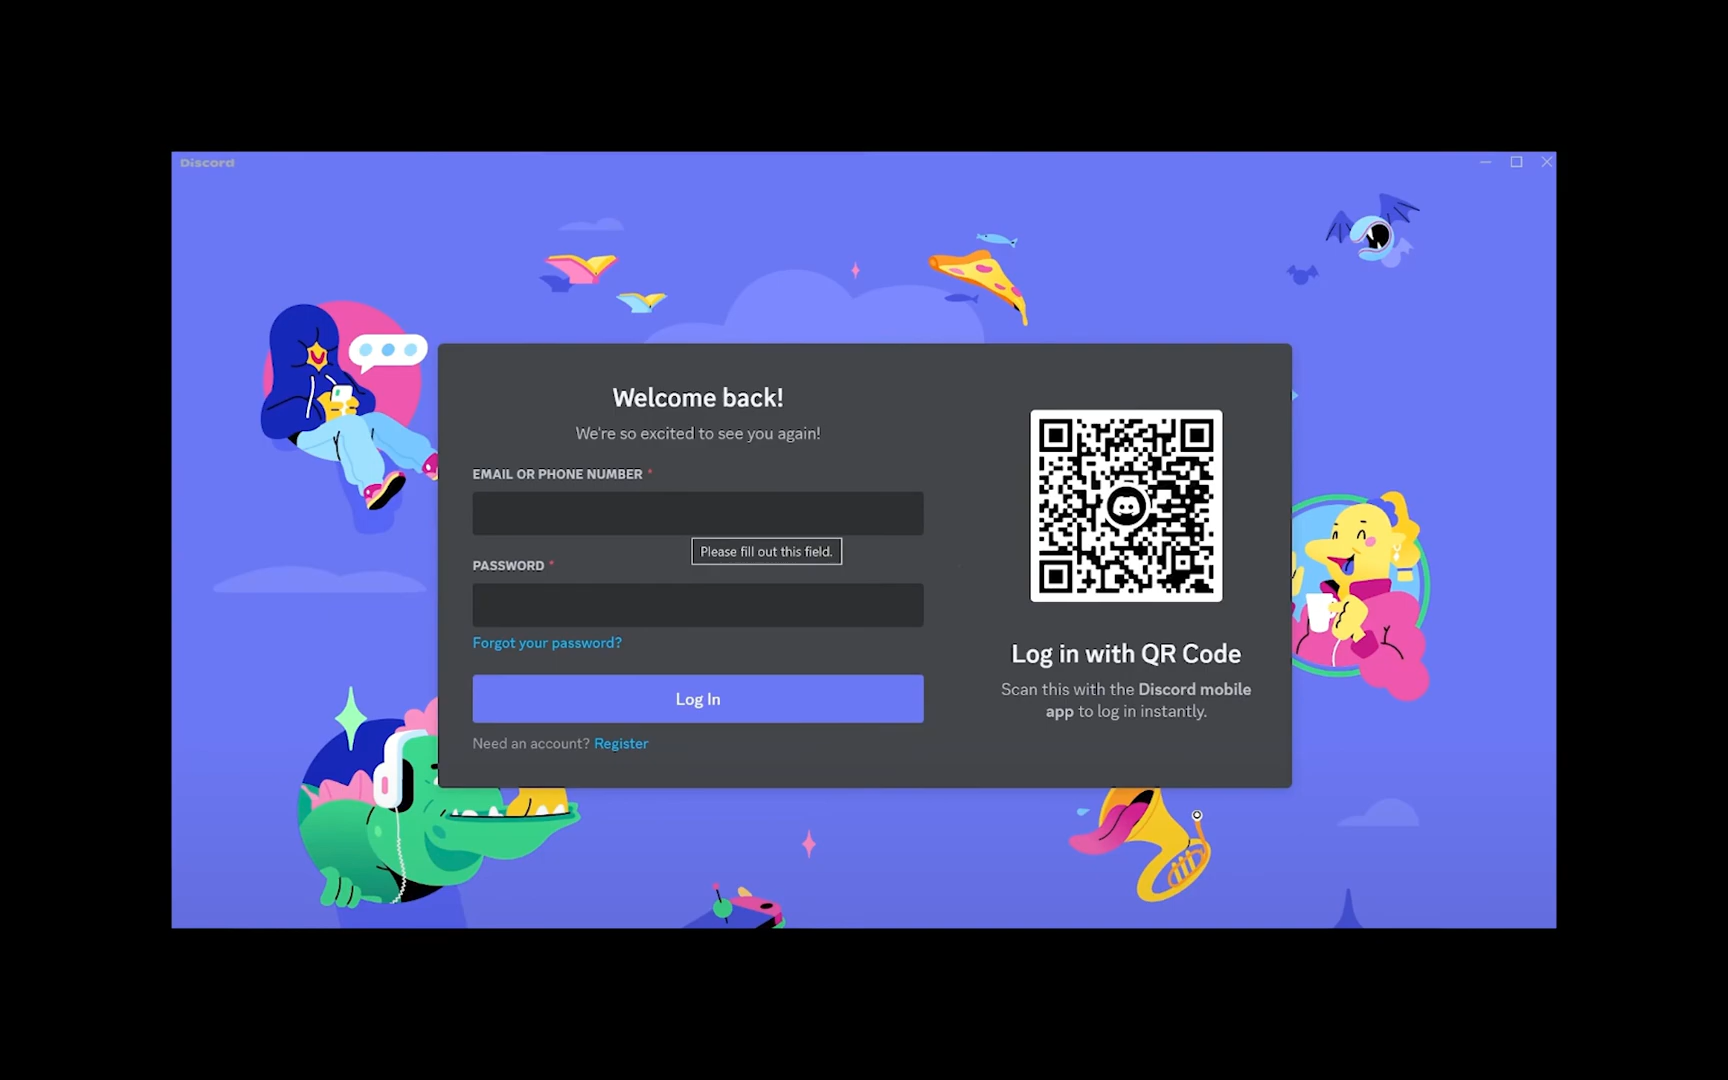 Discord
Welcome back!
We're so excited to see you again!
EMAIL OR PHONE NUMBER *
Please fill out this field.
PASSWORD *
Forgot your password?
Log In
Need an account? Register
Log in with QR Code
Scan this with the Discord mobile
app to log in instantly.